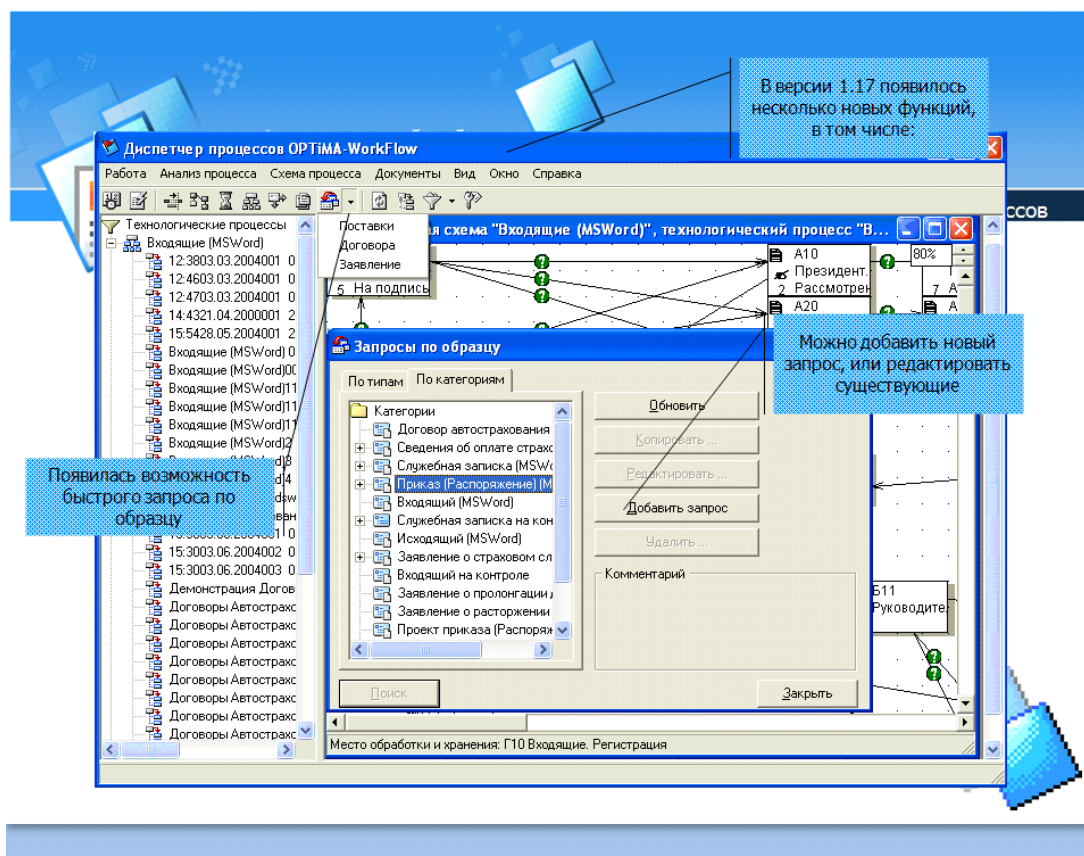 В версии 1.17 появилось
несколько новых функций,
в том числе:
Диспетчер процессов OPTiMA-WorkFlow
Работа Анализ процесса Схема процесса Документы Вид Окно Справка
ссов
Технологические процессы
Входящие (MSWord)
12:3803.03.2004001 0
12:4603.03.2004001 0
12:4703.03.2004001 0
14:4321.04.2000001 2
15:5428.05.2004001 2
Входящие (MSWord) 0
Входящие (MSWord)00
Входящие (MSWord)11
Входящие (MSWord)11
Входящие (MSWord)11
Входящие (MSWord)2
15:3003.06.2004002 0
15:3003.06.2004003 0
Демонстрация Догов
Договоры Автострахс
Договоры Автострахс
Договоры Автострахс
Договоры Автострахс
Договоры Автострахс
Договоры Автострахс
Договоры Автострахс
Договоры Автострахс
Появилась возможность
быстрого запроса по
образцу
Поставки
Договора
Заявление
я схема "Входящие (MSWord)", технологический процесс "В...
5 На подпись
А10
Президент.
2 Рассмотрен
80%
7 А
А20
А
Можно добавить новый
запрос, или редактировать
существующие
Запросы по образцу
По типам По категориям
Категории
Договор автострахования
Сведения об оплате страхс
Служебная записка (MSWc
Приказ (Распоряжение) (М
Входящий (MSWord)
Служебная записка на кон
Исходящий (MSWord)
Заявление о страховом сл
Входящий на контроле
Заявление о пролонгации
Заявление о расторжении
Проект приказа (Распоряж
Обновить
Копировать ...
Редактировать ...
Добавить запрос
Удалить ...
Комментарий
Поиск
Закрыть
Б11
Руководите
Место обработки и хранения: Г10 Входящие. Регистрация